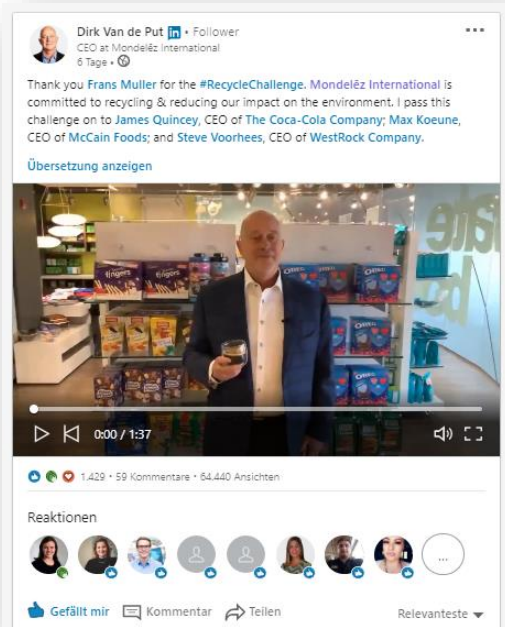 Dirk Van de Put in • Follower
CEO at Mondelēz International
6 Tage •
Thank you Frans Muller for the #RecycleChallenge. Mondelēz International is
committed to recycling & reducing our impact on the environment. I pass this
challenge on to James Quincey, CEO of The Coca-Cola Company; Max Koeune,
CEO of McCain Foods; and Steve Voorhees, CEO of WestRock Company.
Übersetzung anzeigen
fingers
fingers
OREO
OREO
OREO
OREO
0:00 / 1:37
1.429 • 59 Kommentare • 64.440 Ansichten
Reaktionen
...
Gefällt mir
Kommentar
Teilen
Relevanteste